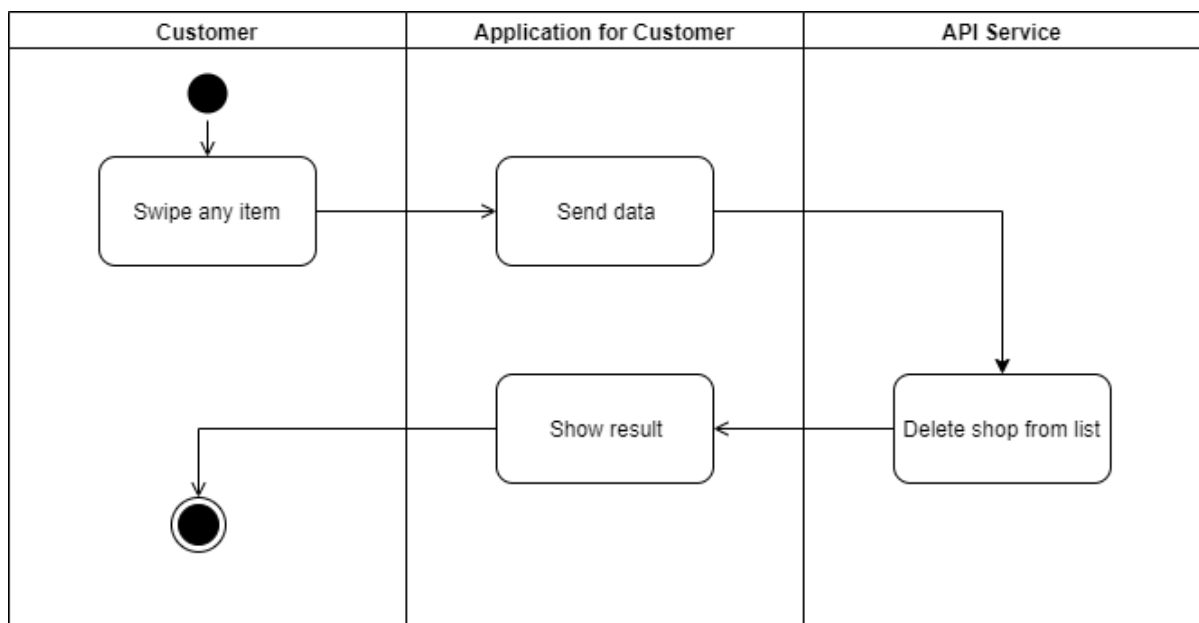 Customer
Application for Customer
API Service
Swipe any item
Send data
Show result
Delete shop from list